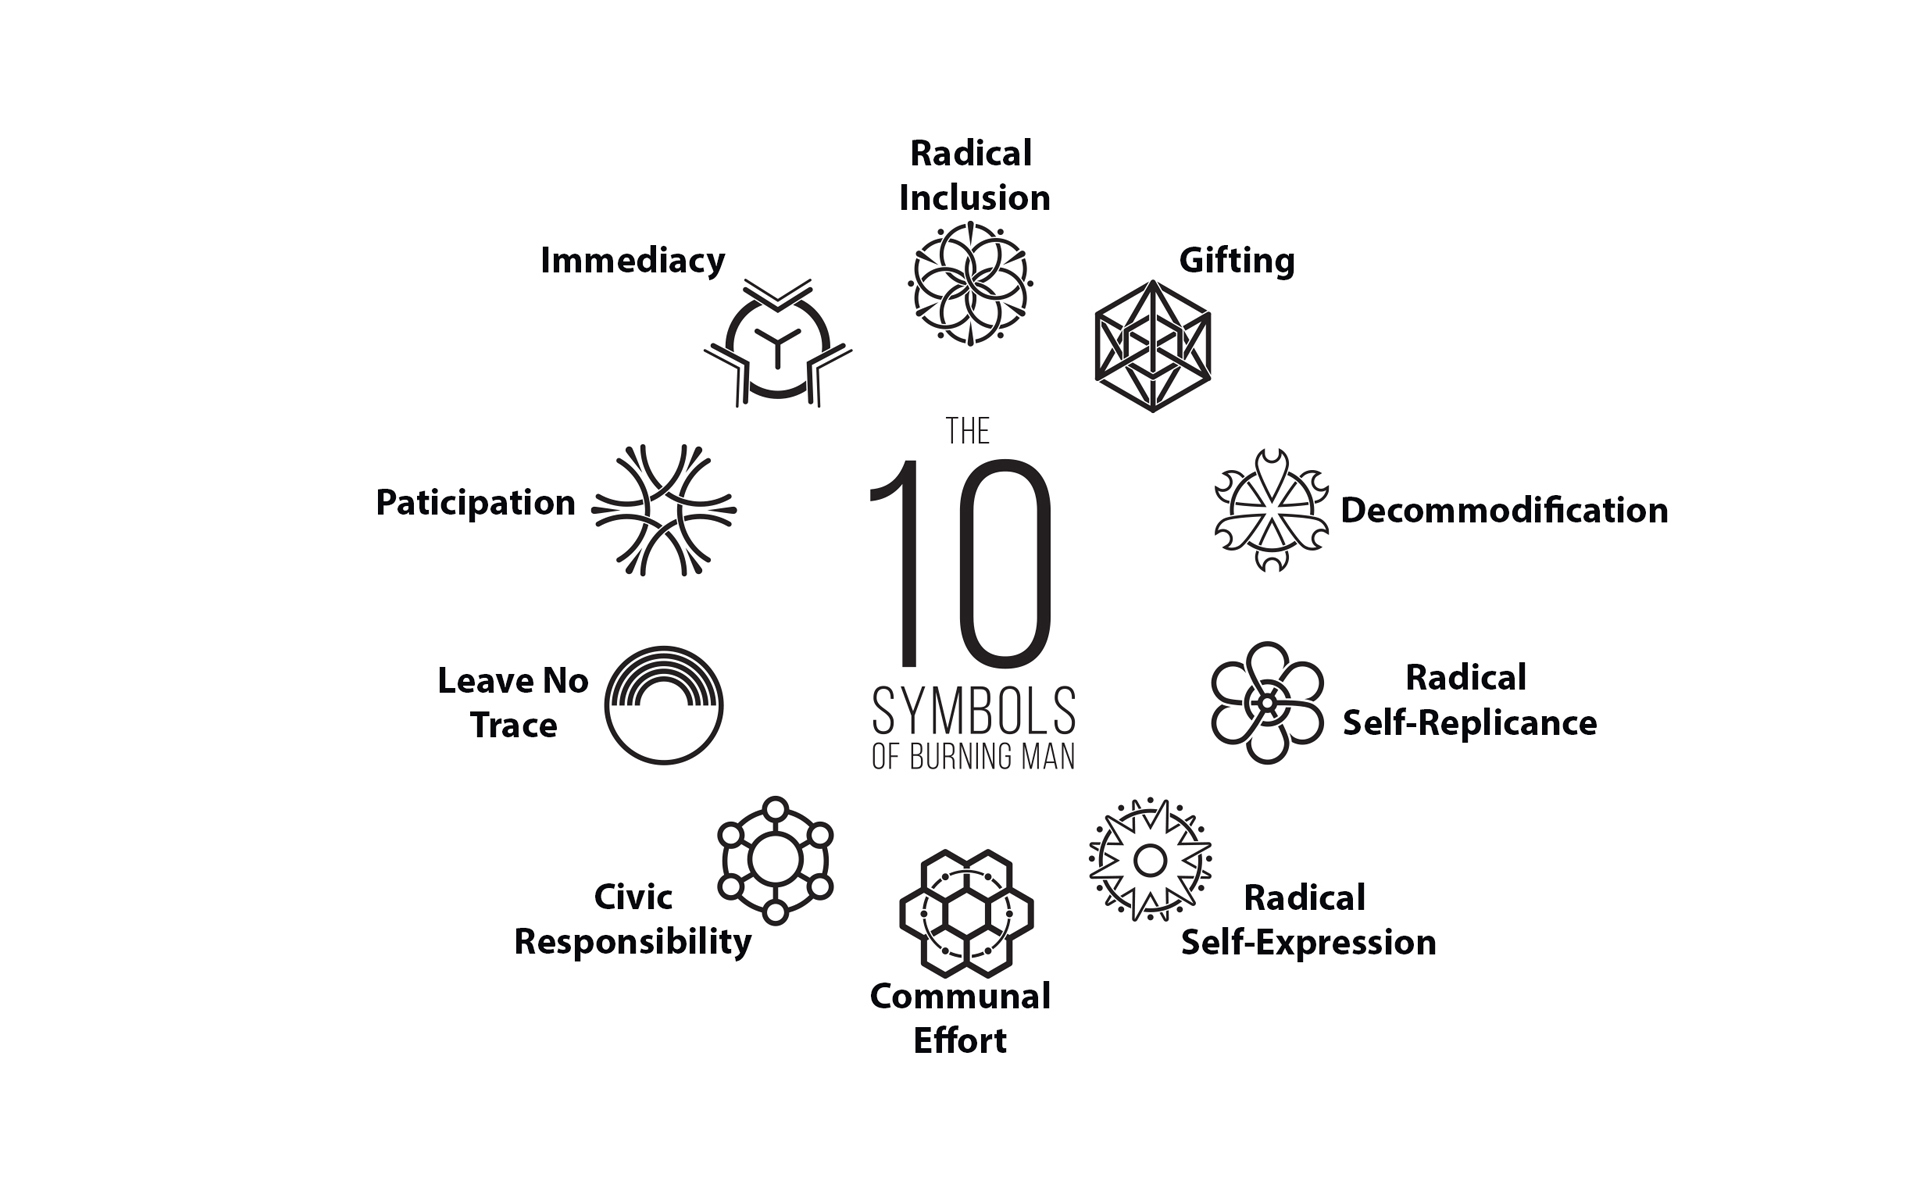 Radical
Inclusion
Immediacy
Gifting
THE
10
SYMBOLS
OF BURNING MAN
Paticipation
Decommodification
Leave No
Trace
Radical
Self-Replicance
Civic
Responsibility
Radical
Self-Expression
Communal
Effort